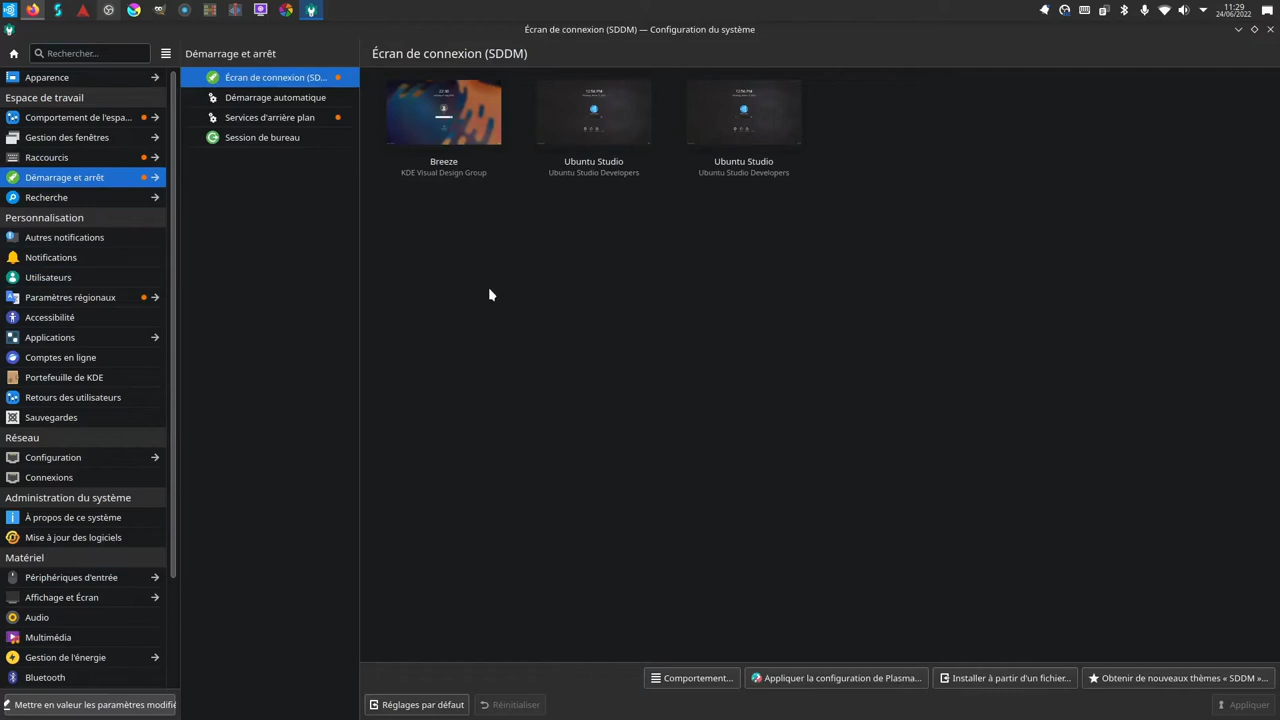 11:29
24/06/2022
Écran de connexion (SDDM) — Configuration du système
Rechercher...
Démarrage et arrêt
Écran de connexion (SDDM)
Apparence
Espace de travail
Comportement de l'espa...
Gestion des fenêtres
Raccourcis
Démarrage et arrêt
Recherche
Personnalisation
Autres notifications
Notifications
Utilisateurs
Paramètres régionaux
Accessibilité
Applications
Comptes en ligne
Portefeuille de KDE
Retours des utilisateurs
Sauvegardes
Réseau
Configuration
Connexions
Administration du système
À propos de ce système
Mise à jour des logiciels
Matériel
Périphériques d'entrée
Affichage et Écran
Audio
Multimédia
Gestion de l'énergie
Bluetooth
Mettre en valeur les paramètres modifié
Écran de connexion (SD...
Démarrage automatique
Services d'arrière plan
Session de bureau
Breeze
KDE Visual Design Group
Ubuntu Studio
Ubuntu Studio Developers
Ubuntu Studio
Ubuntu Studio Developers
Comportement...
Appliquer la configuration de Plasma...
Installer à partir d'un fichier...
Obtenir de nouveaux thèmes « SDDM »...
Réglages par défaut
Réinitialiser
Appliquer